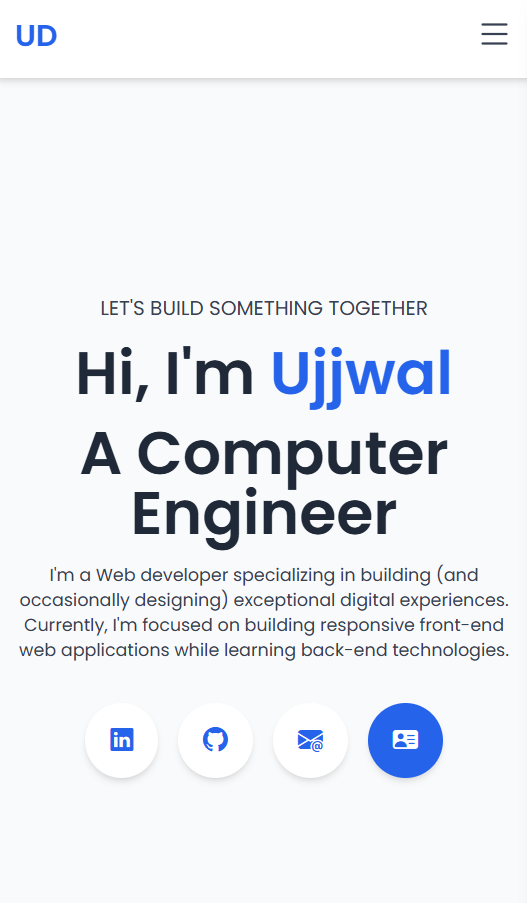 UD
LET'S BUILD SOMETHING TOGETHER
Hi, I'm Ujjwal
A Computer
Engineer
I'm a Web developer specializing in building (and
occasionally designing) exceptional digital experiences.
Currently, I'm focused on building responsive front-end
web applications while learning back-end technologies.